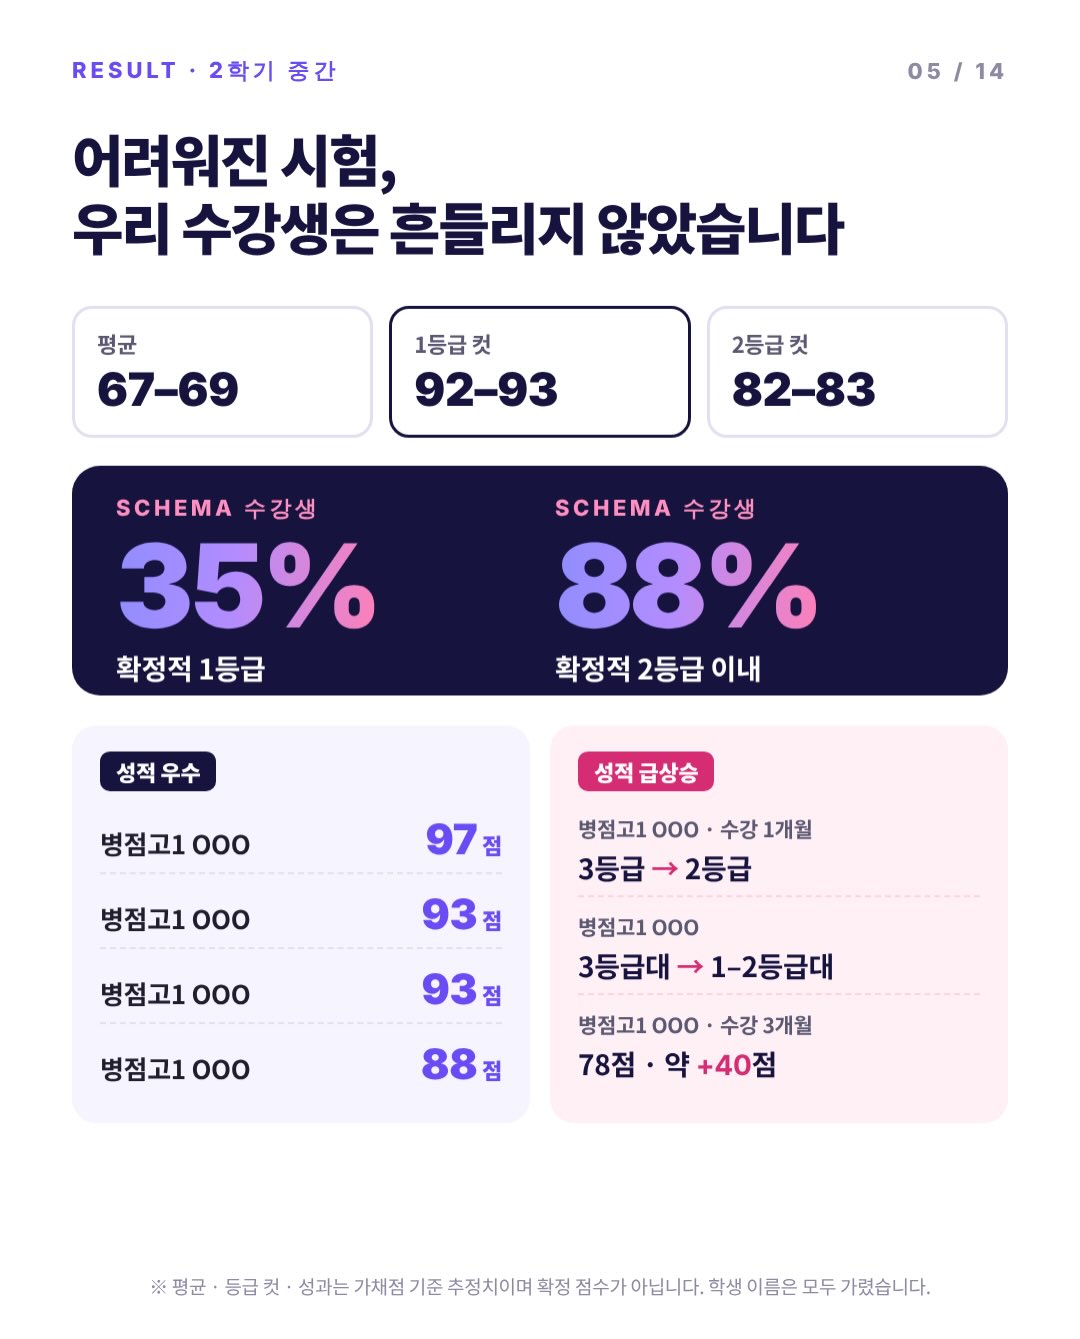 RESULT · 2학기 중간
05 / 14
어려워진 시험,
우리 수강생은 흔들리지 않았습니다
평균
67–69
1등급 컷
92–93
2등급 컷
82–83
SCHEMA 수강생
35%
확정적 1등급
SCHEMA 수강생
88%
확정적 2등급 이내
성적 우수
병점고1 OOO 97 점
병점고1 OOO 93 점
병점고1 OOO 93 점
병점고1 OOO 88 점
성적 급상승
병점고1 OOO · 수강 1개월
3등급 → 2등급
병점고1 OOO
3등급대 → 1–2등급대
병점고1 OOO · 수강 3개월
78점 · 약 +40점
※ 평균 · 등급 컷 · 성과는 가채점 기준 추정치이며 확정 점수가 아닙니다. 학생 이름은 모두 가렸습니다.